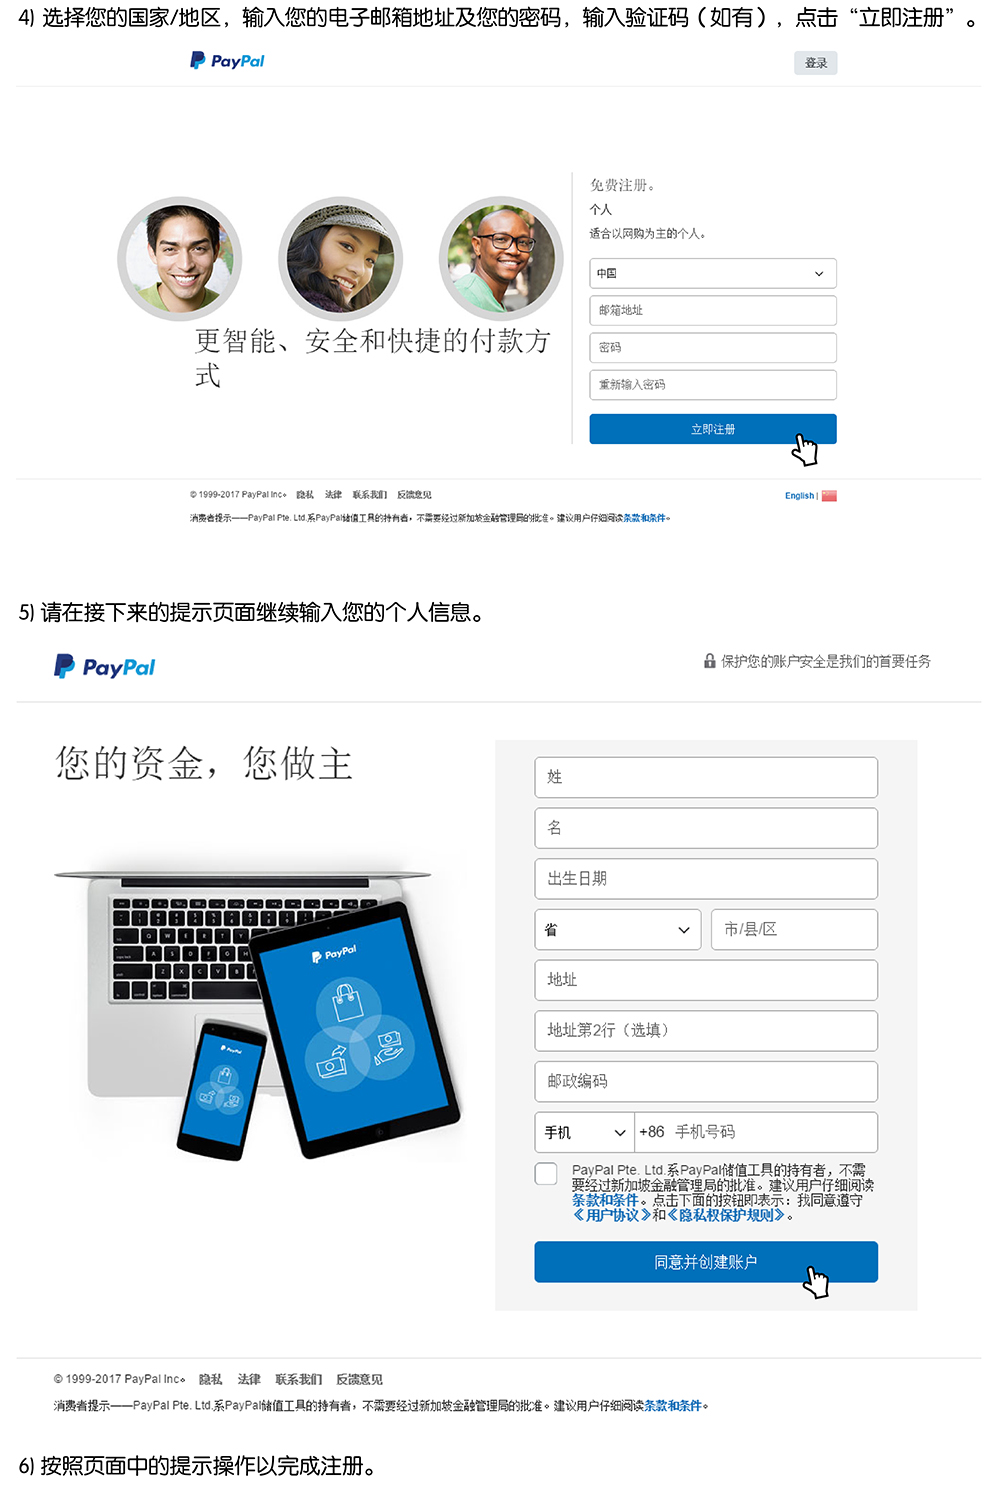 4) 选择您的国家/地区，输入您的电子邮箱地址及您的密码，输入验证码（如有），点击“立即注册”。
PayPal
登录
免费注册。
个人
适合以网购为主的个人。
中国
邮箱地址
密码
重新输入密码
立即注册
更智能、安全和快捷的付款方
式
© 1999-2017 PayPal Inc。 隐私 法律 联系我们 反馈意见
English |
消费者提示——PayPal Pte. Ltd.系PayPal储值工具的持有者，不需要经过新加坡金融管理局的批准。建议用户仔细阅读条款和条件。
5) 请在接下来的提示页面继续输入您的个人信息。
PayPal
保护您的账户安全是我们的首要任务
您的资金，您做主
PayPal
PayPal
姓
名
出生日期
省
市/县/区
地址
地址第2行（选填）
邮政编码
手机 +86 手机号码
PayPal Pte. Ltd.系PayPal储值工具的持有者，不需
要经过新加坡金融管理局的批准。建议用户仔细阅读
条款和条件。点击下面的按钮即表示：我同意遵守
《用户协议》和《隐私权保护规则》。
同意并创建账户
© 1999-2017 PayPal Inc。 隐私 法律 联系我们 反馈意见
消费者提示——PayPal Pte. Ltd.系PayPal储值工具的持有者，不需要经过新加坡金融管理局的批准。建议用户仔细阅读条款和条件。
6) 按照页面中的提示操作以完成注册。